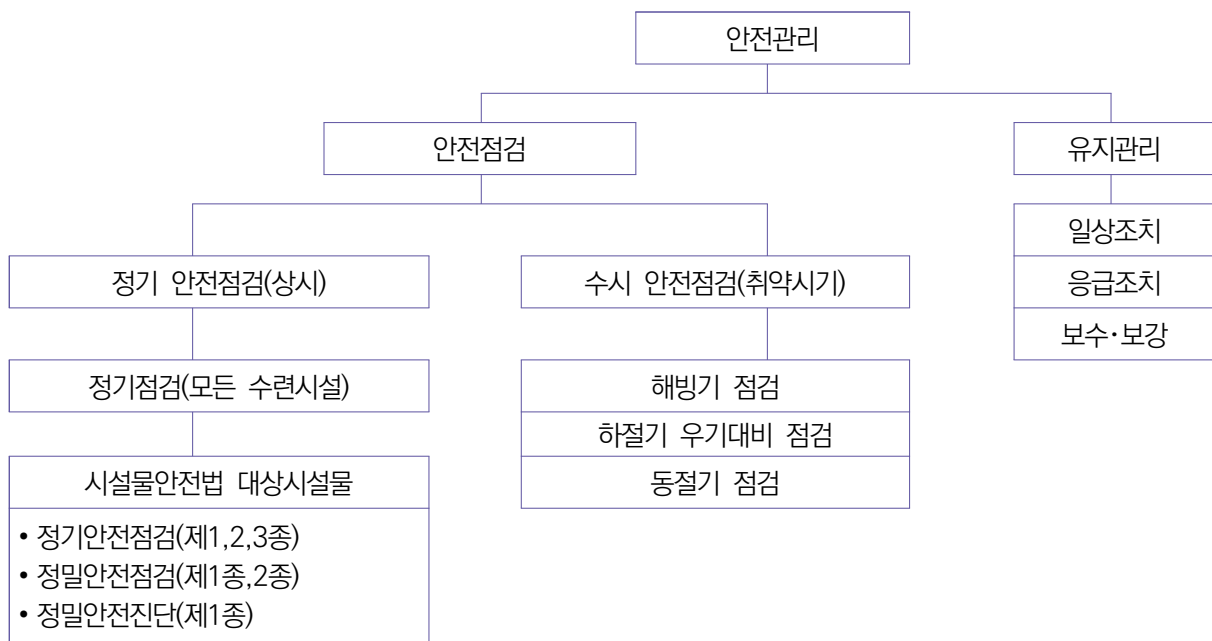 안전관리
안전점검
유지관리
일상조치
응급조치
보수·보강
정기 안전점검(상시)
수시 안전점검(취약시기)
정기점검(모든 수련시설)
해빙기 점검
하절기 우기대비 점검
동절기 점검
시설물안전법 대상시설물
• 정기안전점검(제1,2,3종)
• 정밀안전점검(제1종,2종)
• 정밀안전진단(제1종)